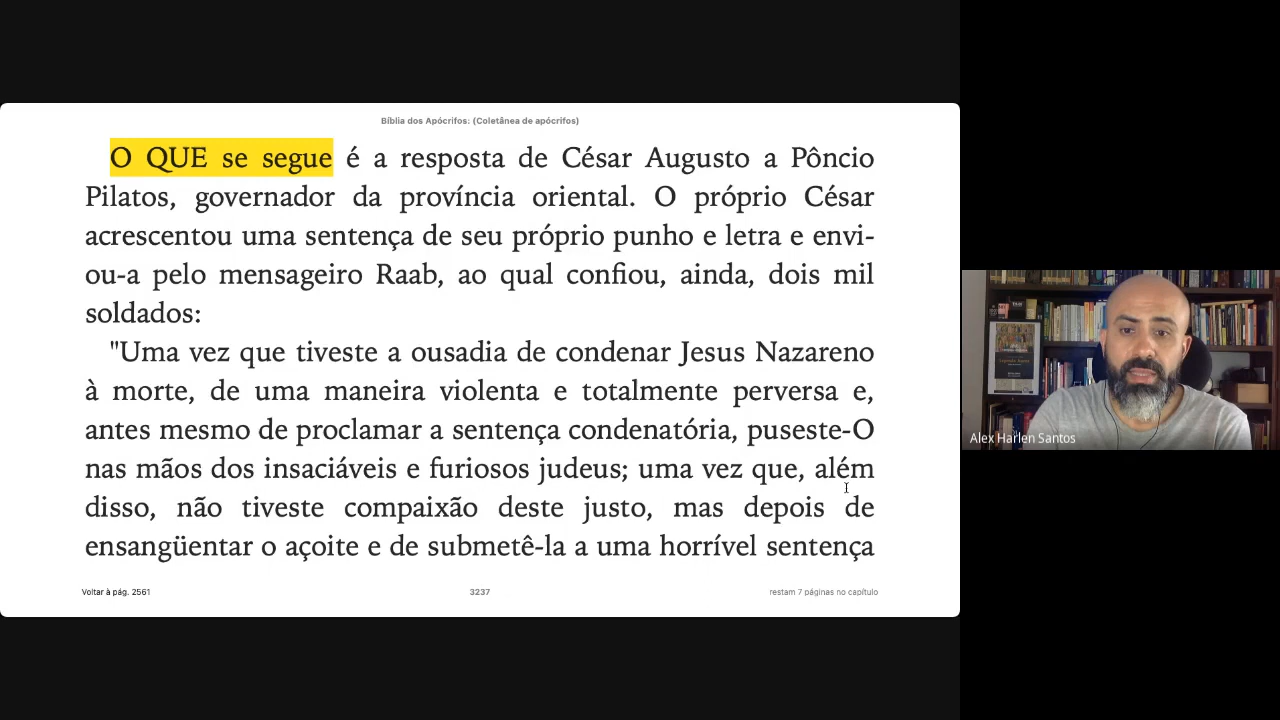 Bíblia dos Apócrifos: (Coletânea de apócrifos)
O QUE se segue é a resposta de César Augusto a Pôncio
Pilatos, governador da província oriental. O próprio César
acrescentou uma sentença de seu próprio punho e letra e envi-
ou-a pelo mensageiro Raab, ao qual confiou, ainda, dois mil
soldados:
"Uma vez que tiveste a ousadia de condenar Jesus Nazareno
à morte, de uma maneira violenta e totalmente perversa e,
antes mesmo de proclamar a sentença condenatória, puseste-O
nas mãos dos insaciáveis e furiosos judeus; uma vez que, além
disso, não tiveste compaixão deste justo, mas depois de
ensangüentar o açoite e de submetê-la a uma horrível sentença
Voltar à pág. 2561
3237
restam 7 páginas no capítulo
Alex Harlen Santos